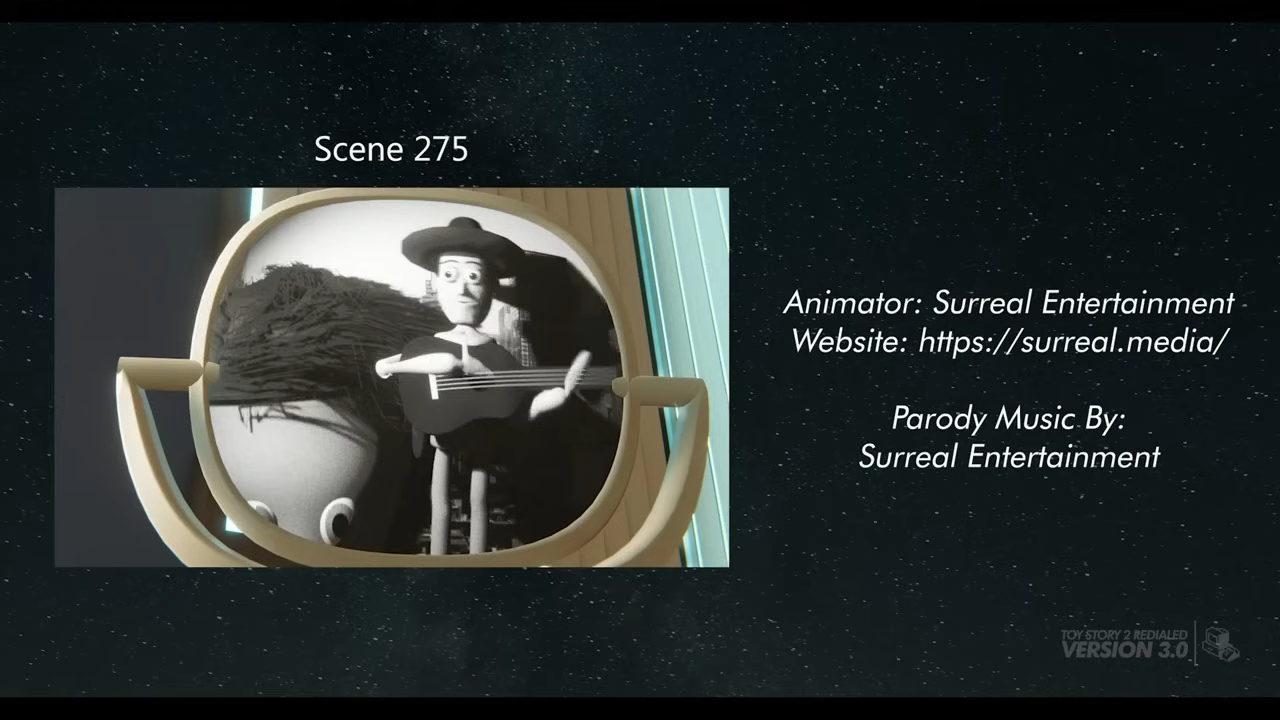 Scene 275
Animator: Surreal Entertainment
Website: https://surreal.media/
Parody Music By:
Surreal Entertainment
TOY STORY 2 REDIALED
VERSION 3.0